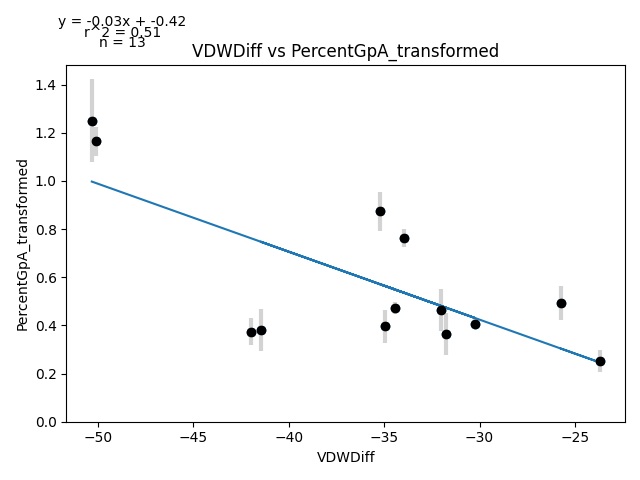 y = -0.03x + -0.42
r^2 = 0.51
n = 13
VDWDiff vs PercentGpA_transformed
PercentGpA_transformed
1.4
1.2
1.0
0.8
0.6
0.4
0.2
0.0
−50
−45
−40
−35
−30
−25
VDWDiff